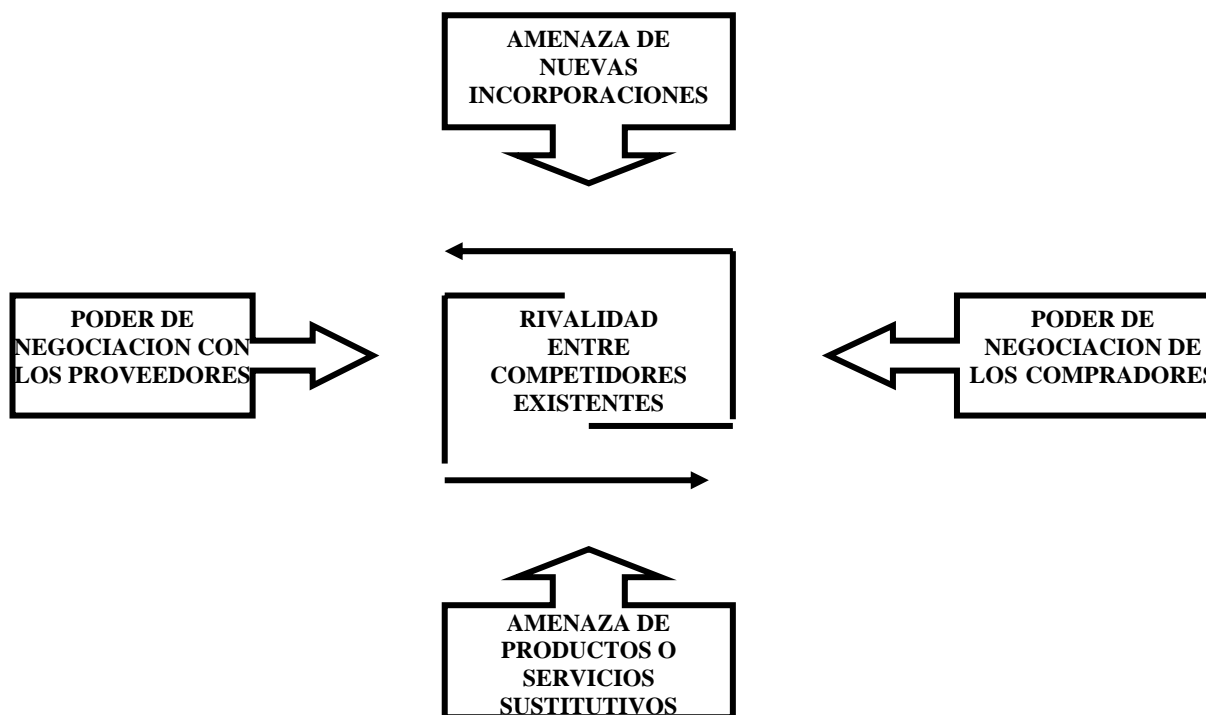 AMENAZA DE
NUEVAS
INCORPORACIONES
PODER DE
NEGOCIACION CON
LOS PROVEEDORES
RIVALIDAD
ENTRE
COMPETIDORES
EXISTENTES
PODER DE
NEGOCIACION DE
LOS COMPRADORES
AMENAZA DE
PRODUCTOS O
SERVICIOS
SUSTITUTIVOS